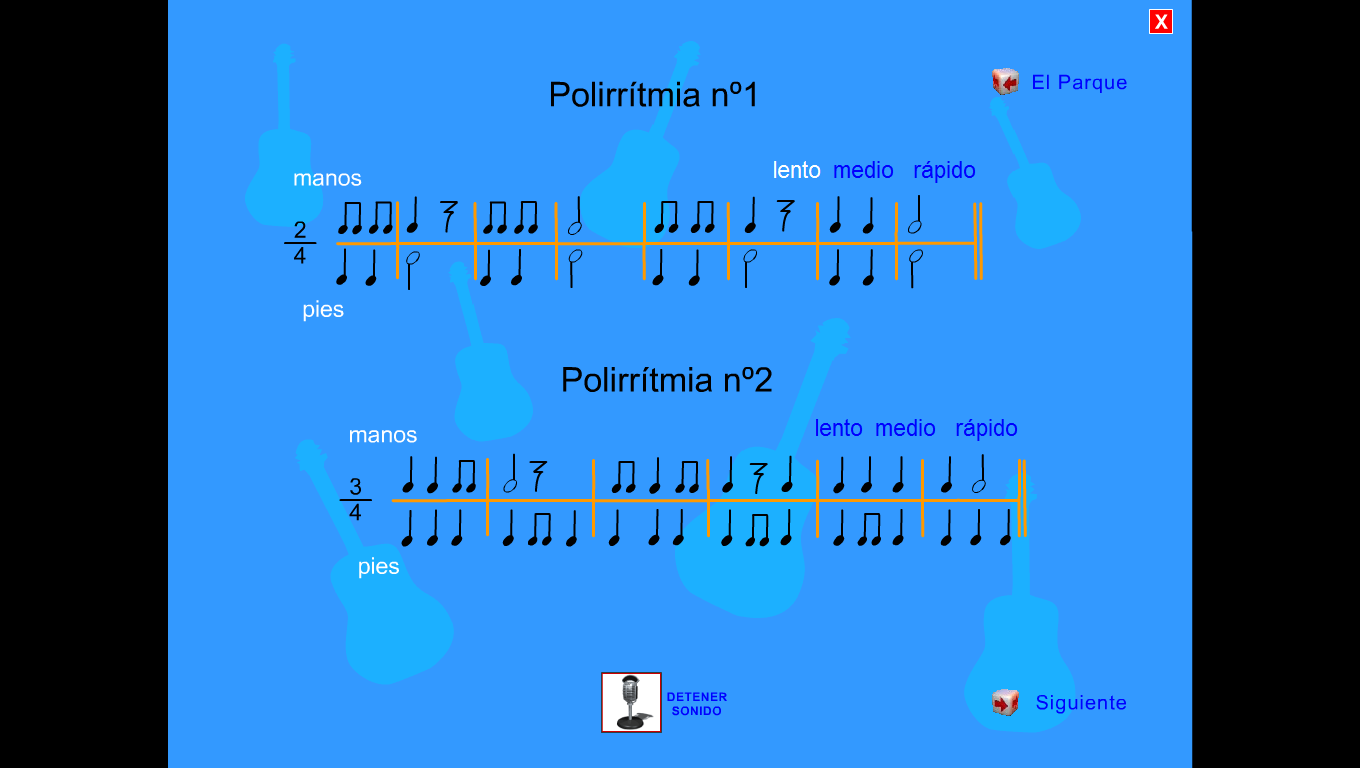 X
El Parque
Polirrítmia nº1
lento medio rápido
manos
2
4
pies
Polirrítmia nº2
lento medio rápido
manos
3
4
pies
DETENER
SONIDO
Siguiente